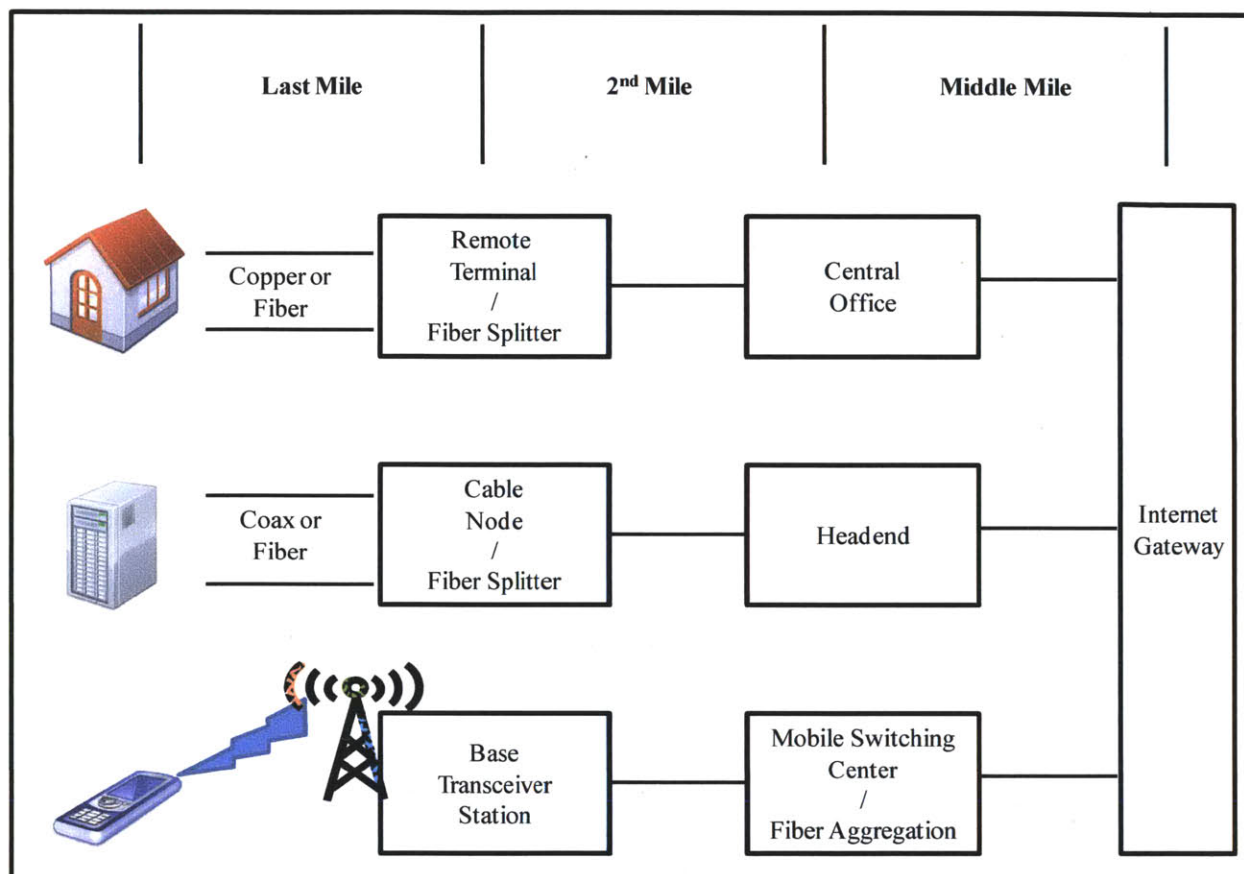 Last Mile
2nd Mile
Middle Mile
Copper or
Fiber
Remote
Terminal
/
Fiber Splitter
Central
Office
Coax or
Fiber
Cable
Node
/
Fiber Splitter
Headend
Internet
Gateway
Base
Transceiver
Station
Mobile Switching
Center
/
Fiber Aggregation